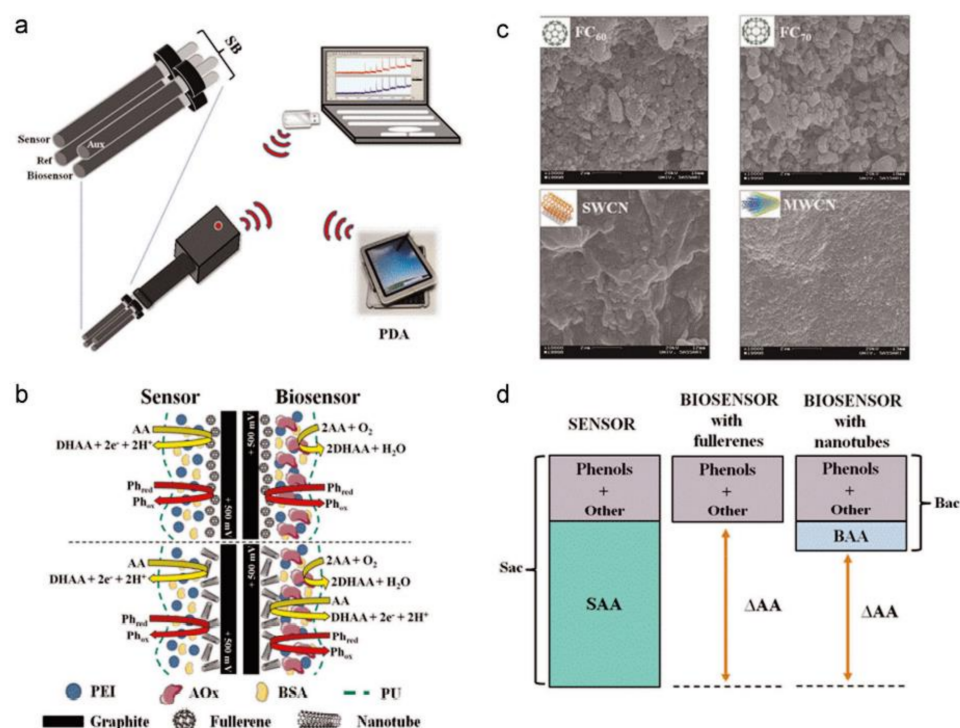 a
SB
Sensor
Aux
Ref
Biosensor
PDA
c
FC60
FC70
SWCN
MWCN
b
Sensor
Biosensor
AA
DHAA + 2e- + 2H+
Phred
Phox
+ 500 mV
+ 500 mV
2AA + O2
2DHAA + H2O
AA
DHAA + 2e- + 2H+
Phred
Phox
+ 500 mV
+ 500 mV
2AA + O2
2DHAA + H2O
AA
DHAA + 2e- + 2H+
Phred
Phox
PEI
AOx
BSA
PU
Graphite
Fullerene
Nanotube
d
SENSOR
BIOSENSOR
with
fullerenes
BIOSENSOR
with
nanotubes
Phenols
+
Other
Phenols
+
Other
Phenols
+
Other
Sac
SAA
ΔAA
BAA
ΔAA
Bac